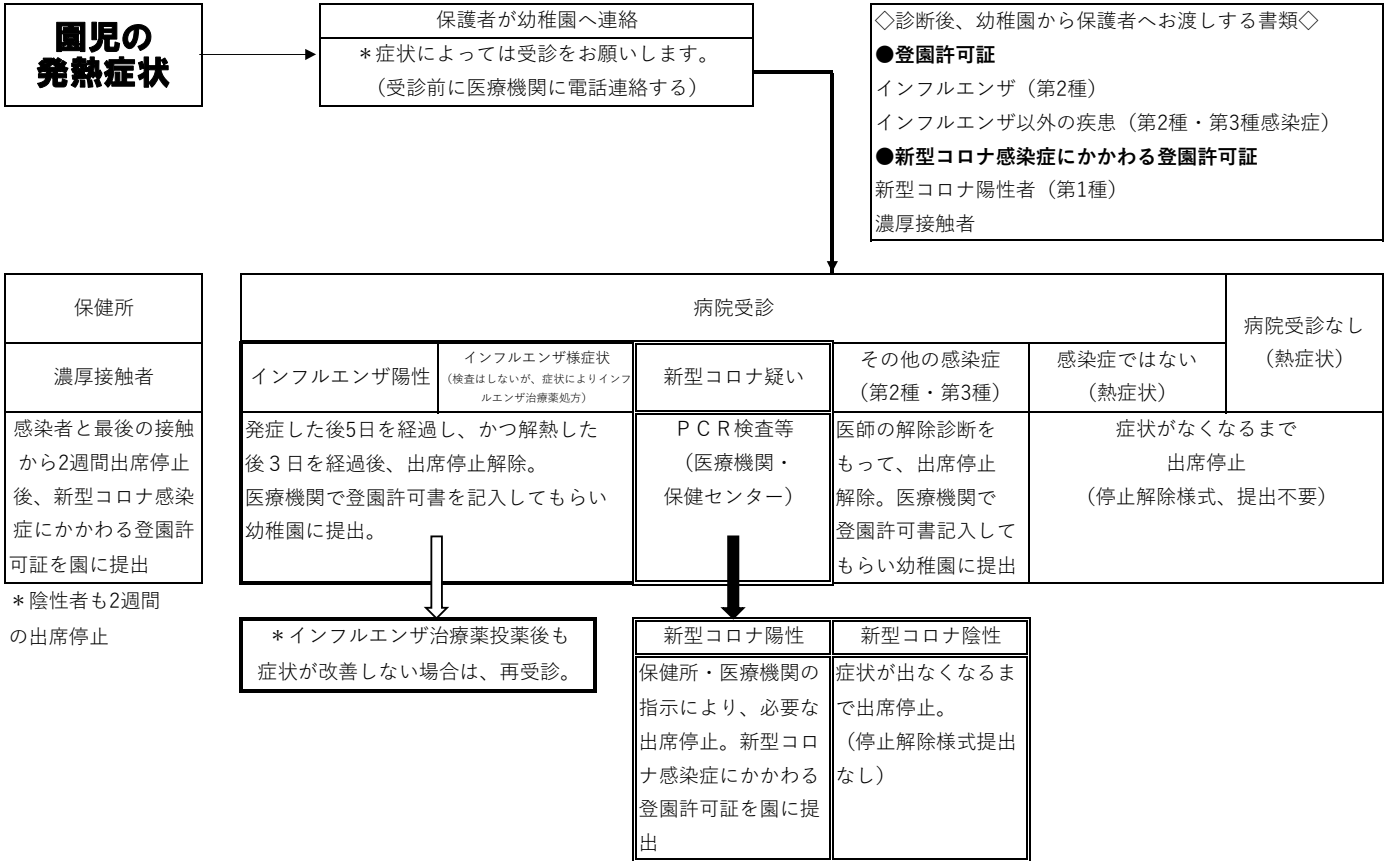 園児の
発熱症状
保護者が幼稚園へ連絡
＊症状によっては受診をお願いします。
（受診前に医療機関に電話連絡する）
◇診断後、幼稚園から保護者へお渡しする書類◇
●登園許可証
インフルエンザ（第2種）
インフルエンザ以外の疾患（第2種・第3種感染症）
●新型コロナ感染症にかかわる登園許可証
新型コロナ陽性者（第1種）
濃厚接触者
保健所
濃厚接触者
感染者と最後の接触
から2週間出席停止
後、新型コロナ感染
症にかかわる登園許
可証を園に提出
＊陰性者も2週間
の出席停止
病院受診
インフルエンザ陽性
発症した後5日を経過し、かつ解熱した
後３日を経過後、出席停止解除。
医療機関で登園許可書を記入してもらい
幼稚園に提出。
インフルエンザ様症状
（検査はしないが、症状によりインフ
ルエンザ治療薬処方）
＊インフルエンザ治療薬投薬後も
症状が改善しない場合は、再受診。
新型コロナ疑い
ＰＣＲ検査等
（医療機関・
保健センター）
新型コロナ陽性
保健所・医療機関の
指示により、必要な
出席停止。新型コロ
ナ感染症にかかわる
登園許可証を園に提
出
新型コロナ陰性
症状が出なくなるま
で出席停止。
（停止解除様式提出
なし）
その他の感染症
（第2種・第3種）
医師の解除診断を
もって、出席停止
解除。医療機関で
登園許可書記入して
もらい幼稚園に提出
感染症ではない
（熱症状）
病院受診なし
（熱症状）
症状がなくなるまで
出席停止
（停止解除様式、提出不要）